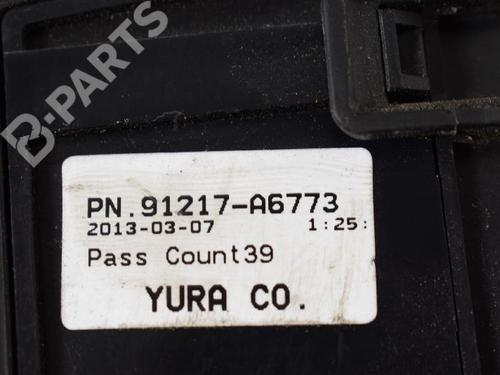 B-PARTS
PN.91217-A6773
2013-03-07 1:25:
Pass Count39
YURA CO.